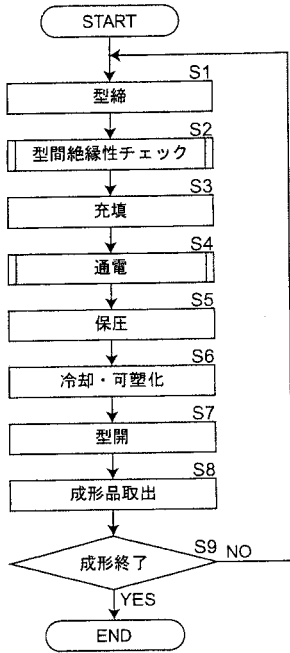 START
S1
型締
S2
型間絶縁性チェック
S3
充填
S4
通電
S5
保圧
S6
冷却・可塑化
S7
型開
S8
成形品取出
S9
成形終了
NO
YES
END